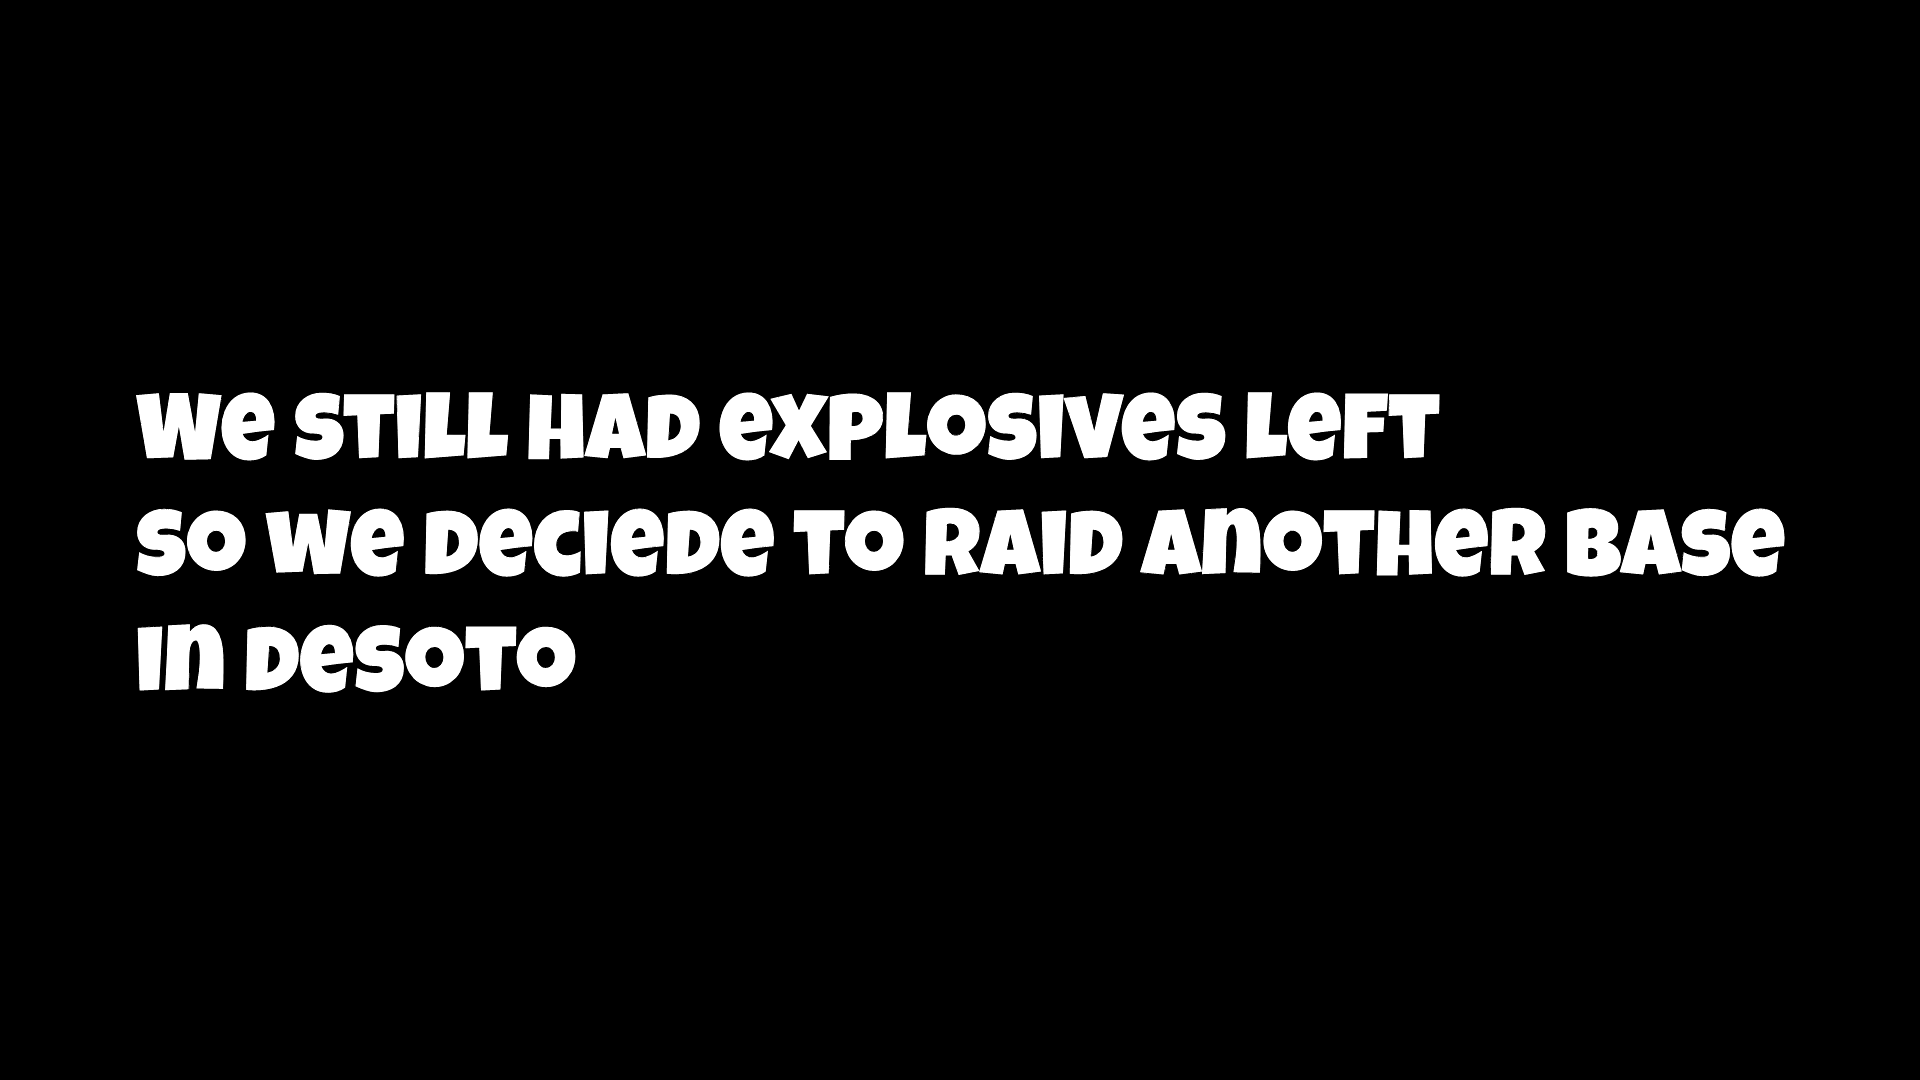 We still had explosives left
so we deciede to raid another base
in desoto